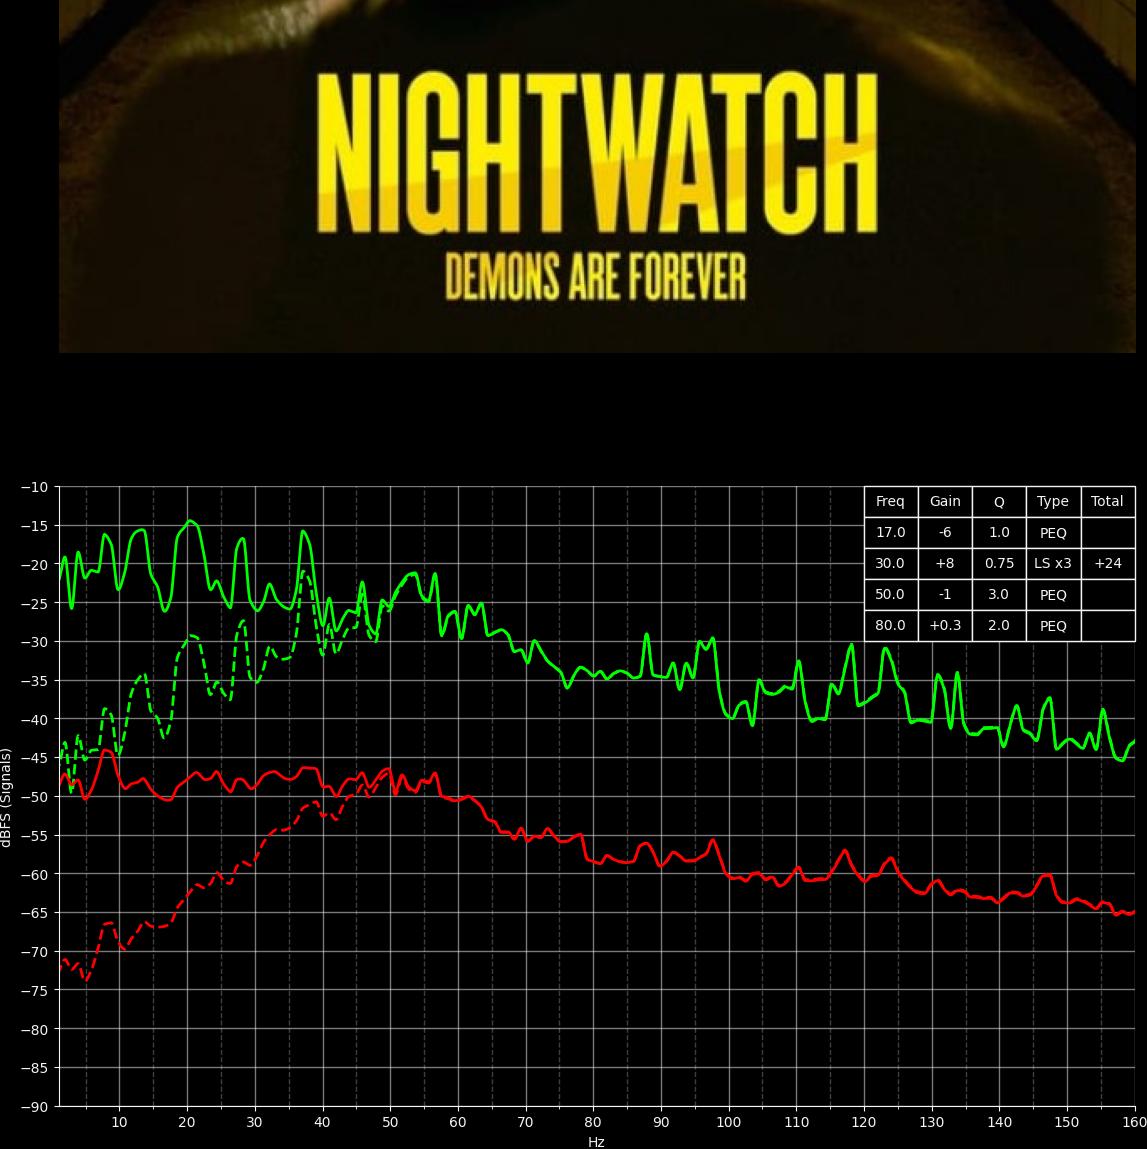 NIGHTWATCH
DEMONS ARE FOREVER
−10
−15
−20
−25
−30
−35
−40
−45
−50
−55
−60
−65
−70
−75
−80
−85
−90
dBFS (Signals)
Freq Gain Q Type Total
17.0 -6 1.0 PEQ
30.0 +8 0.75 LS x3 +24
50.0 -1 3.0 PEQ
80.0 +0.3 2.0 PEQ
10 20 30 40 50 60 70 80 90 100 110 120 130 140 150 160
Hz